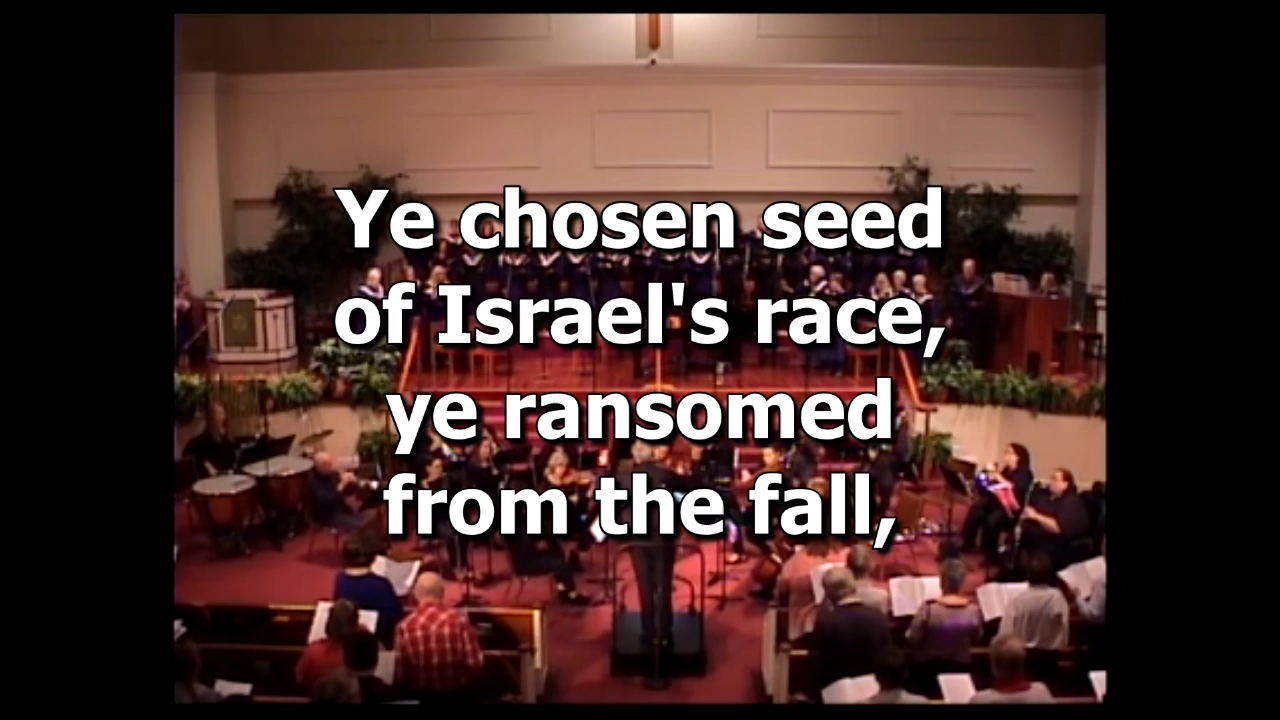 Ye chosen seed
of Israel's race,
ye ransomed
from the fall,